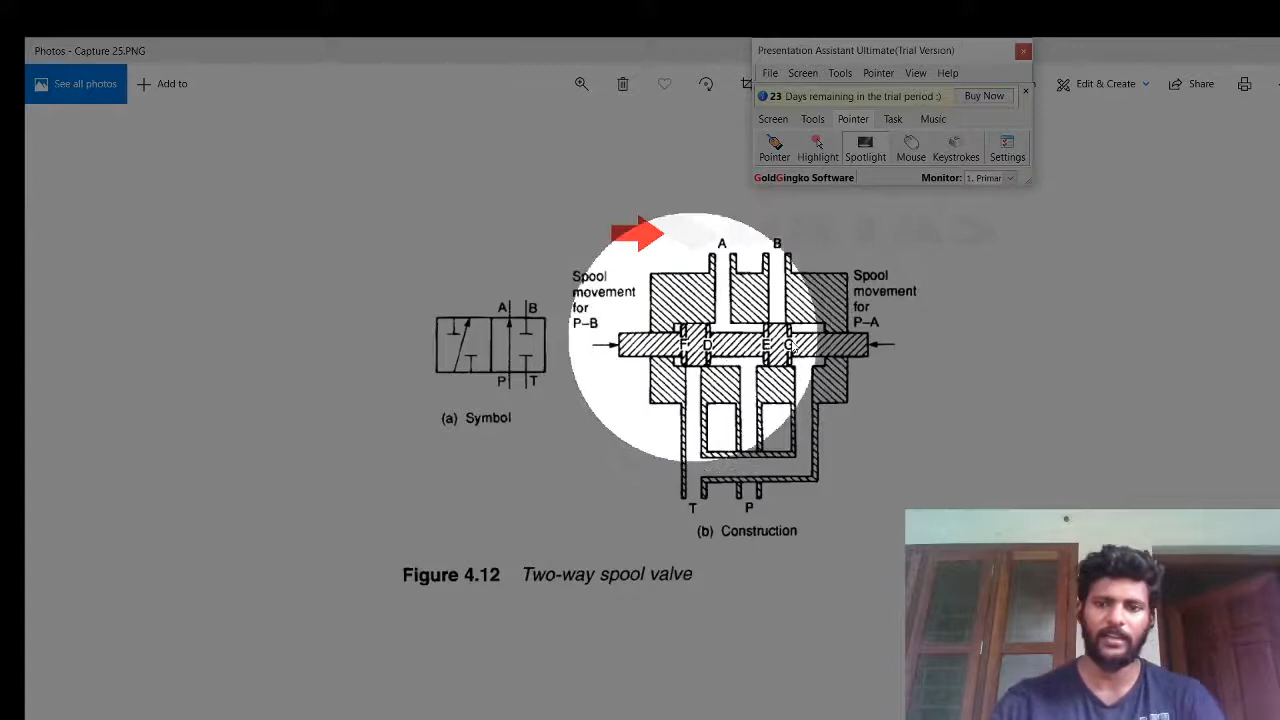 Photos - Capture 25.PNG
See all photos
Add to
Edit & Create
Share
Presentation Assistant Ultimate(Trial Version)
File Screen Tools Pointer View Help
23 Days remaining in the trial period :) Buy Now
Screen Tools Pointer Task Music
Pointer Highlight Spotlight Mouse Keystrokes Settings
GoldGingko Software Monitor: 1. Primar
A B
Spool
movement
for
P–B
Spool
movement
for
P–A
A B
F D E C
P T
(a) Symbol
T P
(b) Construction
Figure 4.12 Two-way spool valve